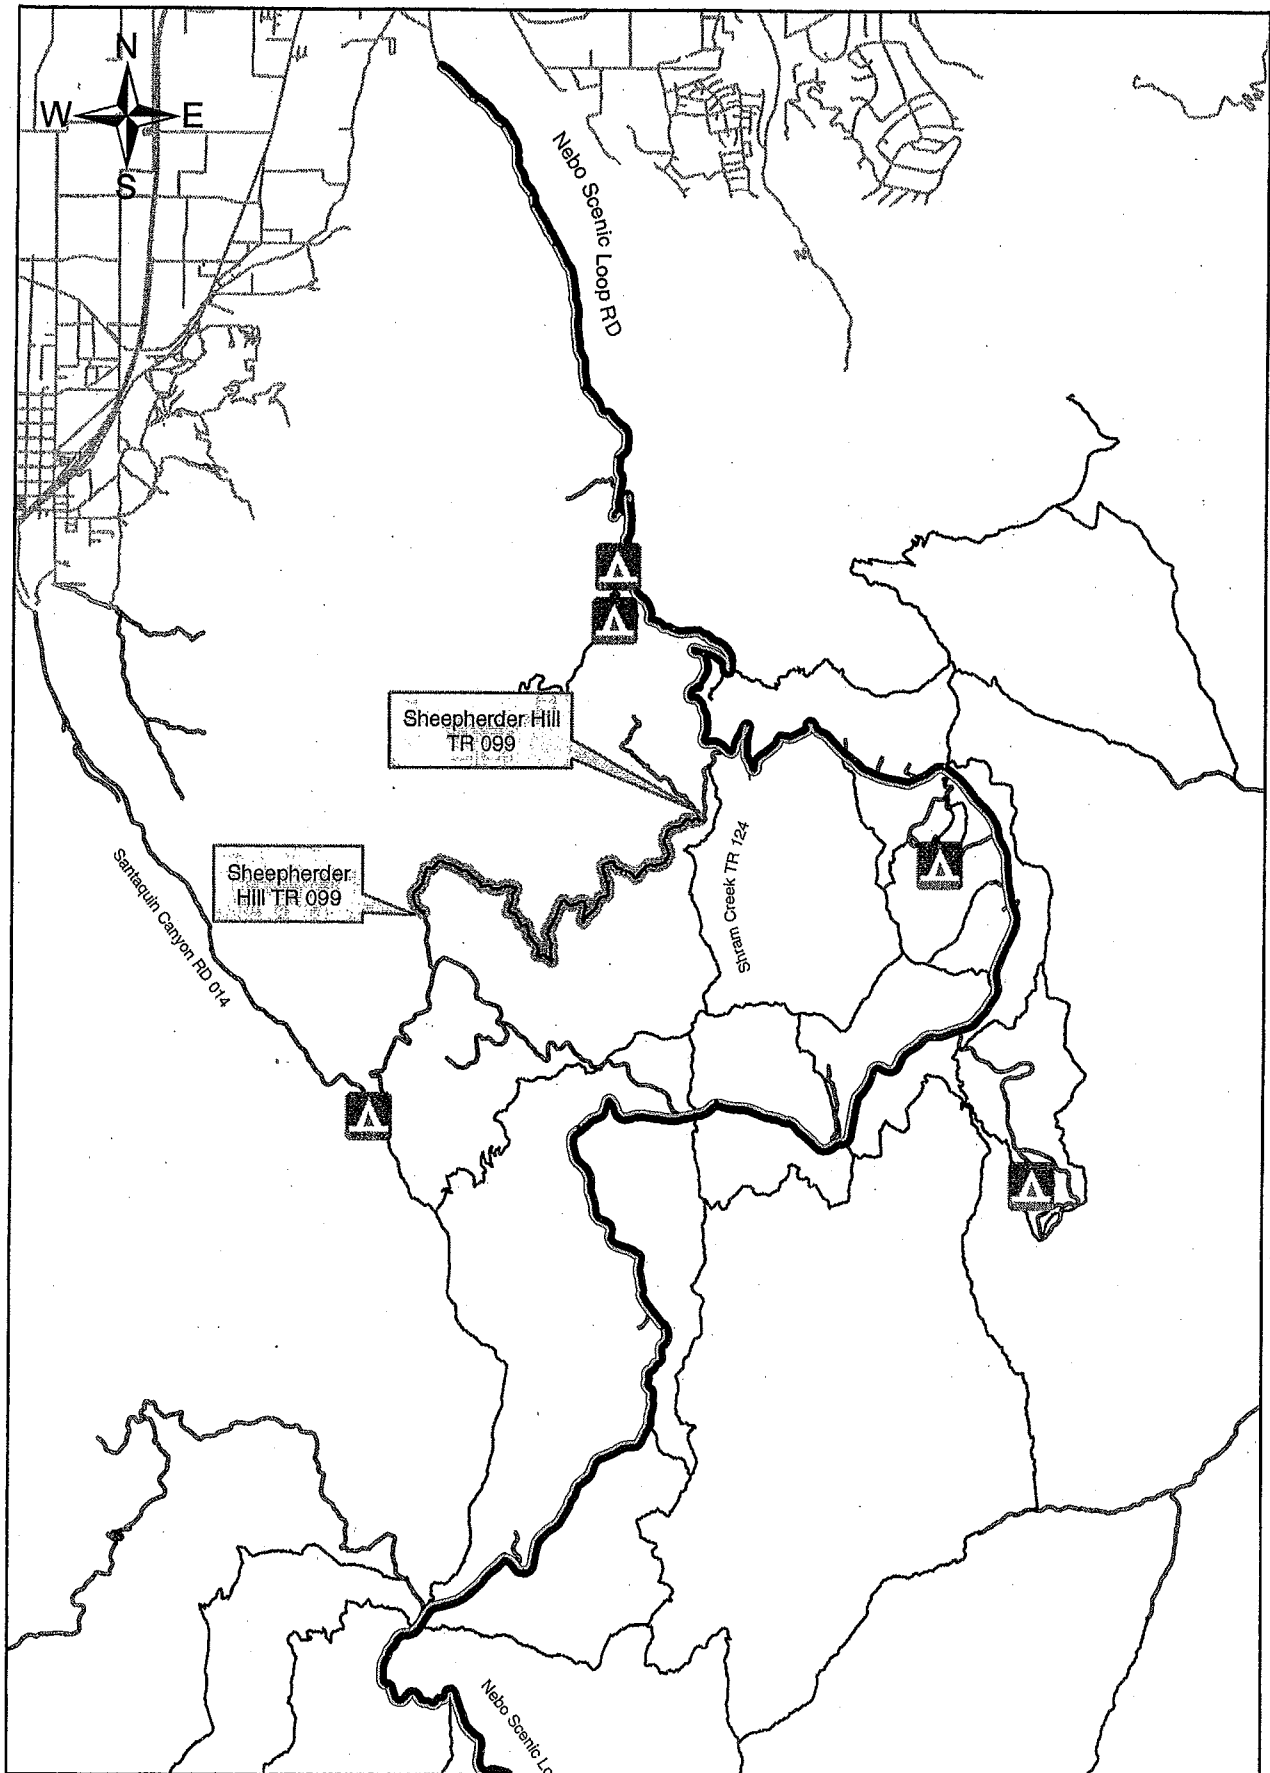 N
W E
S
Nebo Scenic Loop RD
Sheepherder Hill
TR 099
Shram Creek TR 124
Sheepherder
Hill TR 099
Santaquin Canyon RD 014
Nebo Scenic Lo